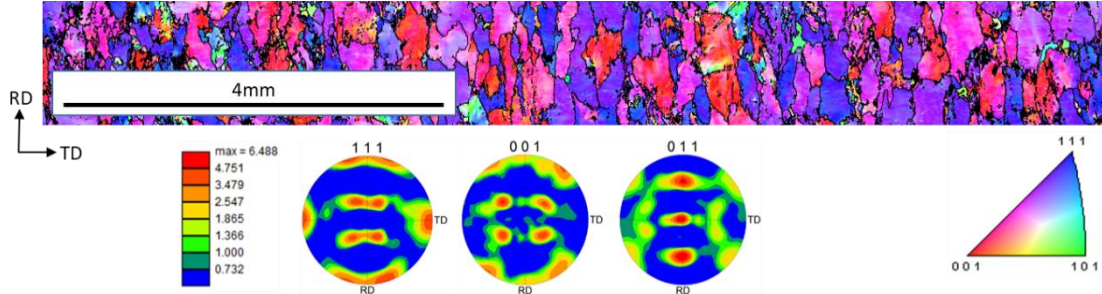 4mm
RD
TD
max = 6.488
4.751
3.479
2.547
1.865
1.366
1.000
0.732
1 1 1
TD
RD
0 0 1
TD
RD
0 1 1
TD
RD
1 1 1
0 0 1
1 0 1